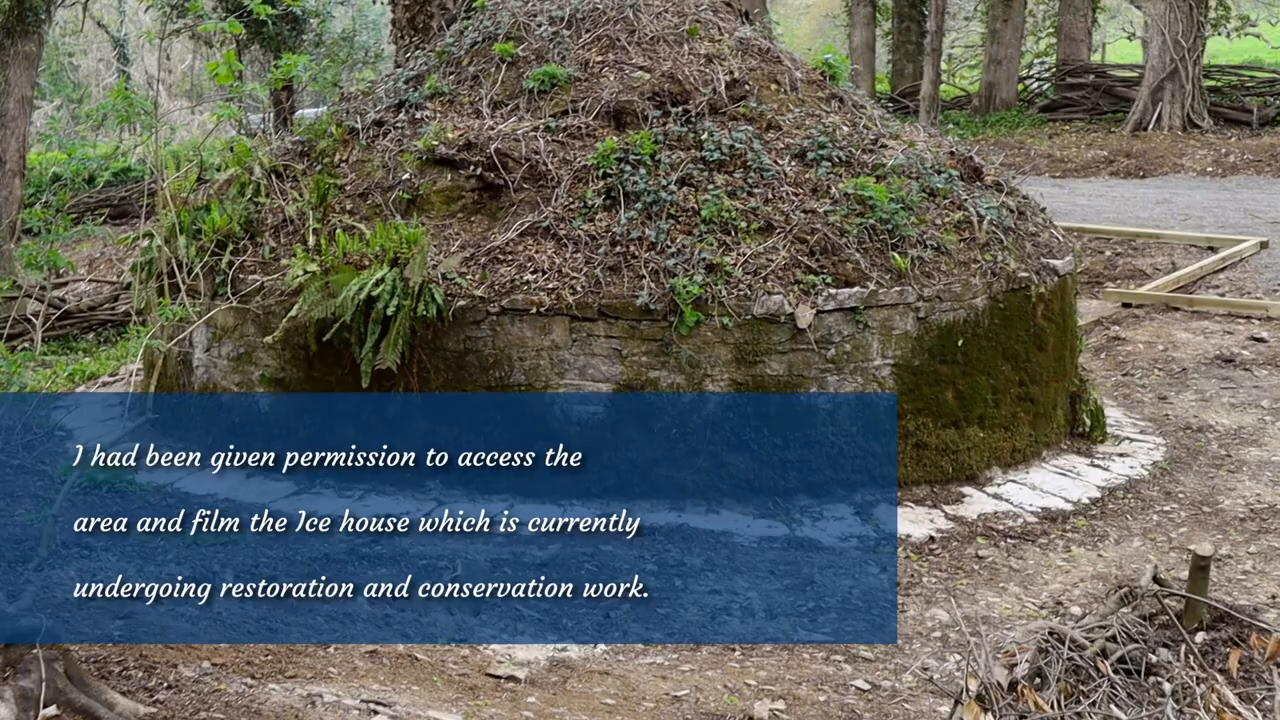 I had been given permission to access the
area and film the Ice house which is currently
undergoing restoration and conservation work.